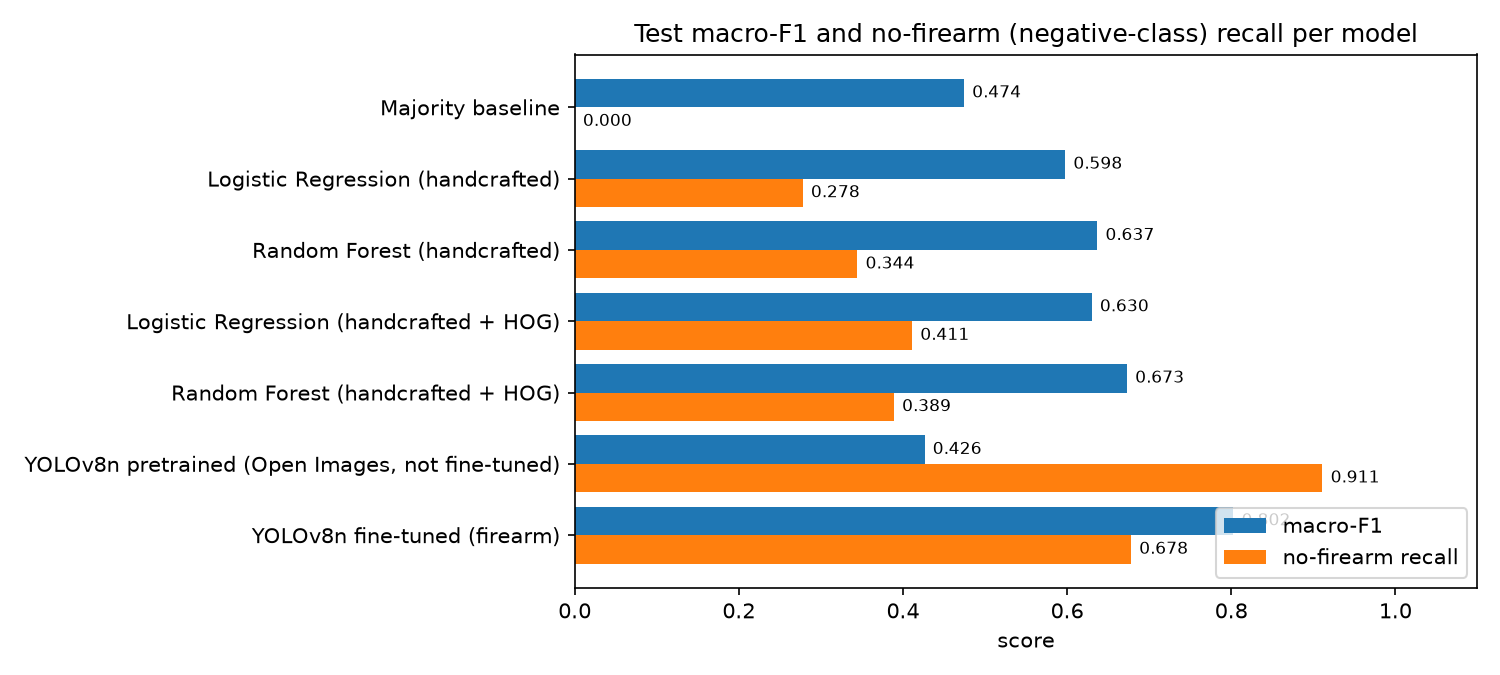 Test macro-F1 and no-firearm (negative-class) recall per model
Majority baseline
0.474
0.000
Logistic Regression (handcrafted)
0.598
0.278
Random Forest (handcrafted)
0.637
0.344
Logistic Regression (handcrafted + HOG)
0.630
0.411
Random Forest (handcrafted + HOG)
0.673
0.389
YOLOv8n pretrained (Open Images, not fine-tuned)
0.426
0.911
YOLOv8n fine-tuned (firearm)
0.802
0.678
macro-F1
no-firearm recall
0.0 0.2 0.4 0.6 0.8 1.0
score